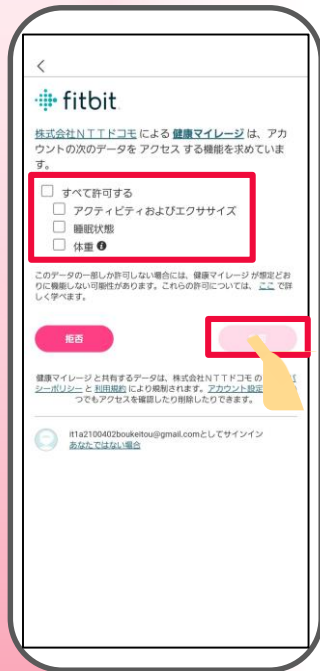 fitbit
株式会社ＮＴＴドコモ による 健康マイレージ は、アカ
ウントの次のデータを アクセス する機能を求めていま
す。
すべて許可する
アクティビティおよびエクササイズ
睡眠状態
体重
このデータの一部しか許可しない場合には、健康マイレージ が想定どお
りに機能しない可能性があります。これらの許可については、 ここ で詳
しく学べます。
拒否
健康マイレージ と共有するデータは、株式会社ＮＴＴドコモ の
シーポリシー と 利用規約 により規制されます。アカウント設定
つでもアクセスを確認したり削除したりできます。
it1a2100402boukeitou@gmail.comとしてサインイン
あなたではない場合